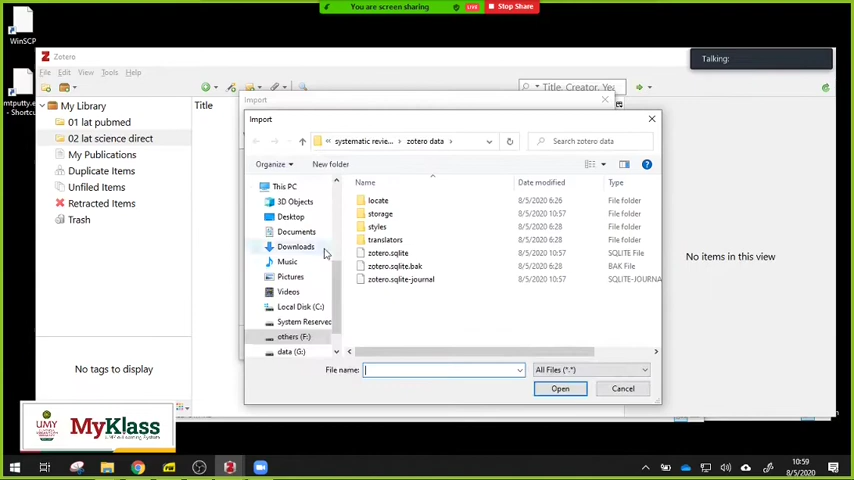 You are screen sharing
LIVE
Stop Share
WinSCP
Zotero
Talking:
File Edit View Tools Help
Title, Creator, Ye
My Library
01 lat pubmed
02 lat science direct
My Publications
Duplicate Items
Unfiled Items
Retracted Items
Trash
Title
mtputty.e
- Shortcu
Import
Import
« systematic revie... › zotero data ›
Search zotero data
Organize
New folder
This PC
3D Objects
Desktop
Documents
Downloads
Music
Pictures
Videos
Local Disk (C:)
System Reserved
others (F:)
data (G:)
Name Date modified Type
locate 8/5/2020 6:26 File folder
storage 8/5/2020 10:57 File folder
styles 8/5/2020 6:28 File folder
translators 8/5/2020 6:28 File folder
zotero.sqlite 8/5/2020 10:57 SQLITE File
zotero.sqlite.bak 8/5/2020 6:28 BAK File
zotero.sqlite-journal 8/5/2020 10:57 SQLITE-JOURNA
File name:
All Files (*.*)
Open
Cancel
No items in this view
No tags to display
UMY
MyKlass
10:59
8/5/2020